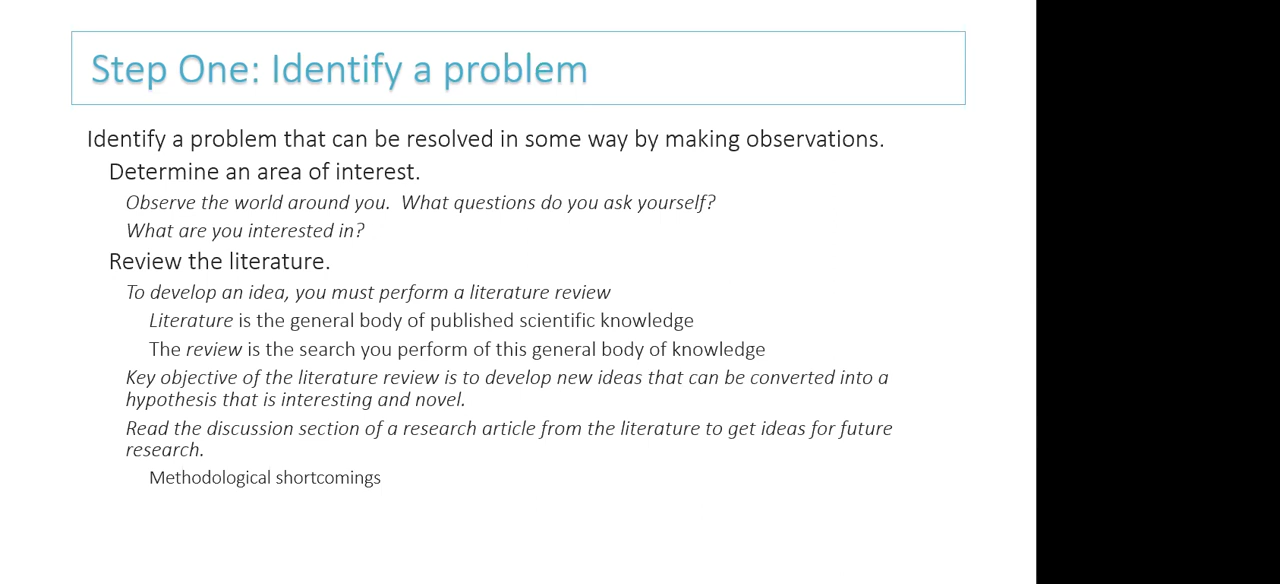 Step One: Identify a problem
Identify a problem that can be resolved in some way by making observations.
Determine an area of interest.
Observe the world around you.  What questions do you ask yourself?
What are you interested in?
Review the literature.
To develop an idea, you must perform a literature review
Literature is the general body of published scientific knowledge
The review is the search you perform of this general body of knowledge
Key objective of the literature review is to develop new ideas that can be converted into a
hypothesis that is interesting and novel.
Read the discussion section of a research article from the literature to get ideas for future
research.
Methodological shortcomings